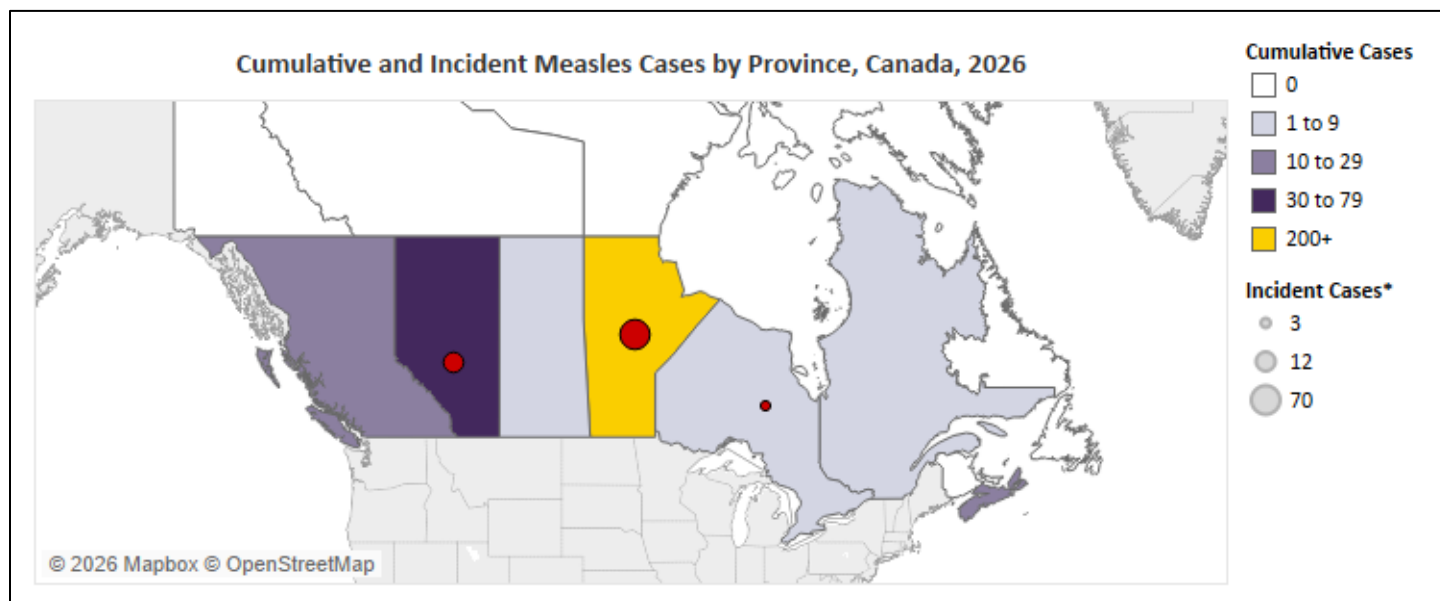 Cumulative and Incident Measles Cases by Province, Canada, 2026
Cumulative Cases
0
1 to 9
10 to 29
30 to 79
200+
Incident Cases*
3
12
70
© 2026 Mapbox © OpenStreetMap